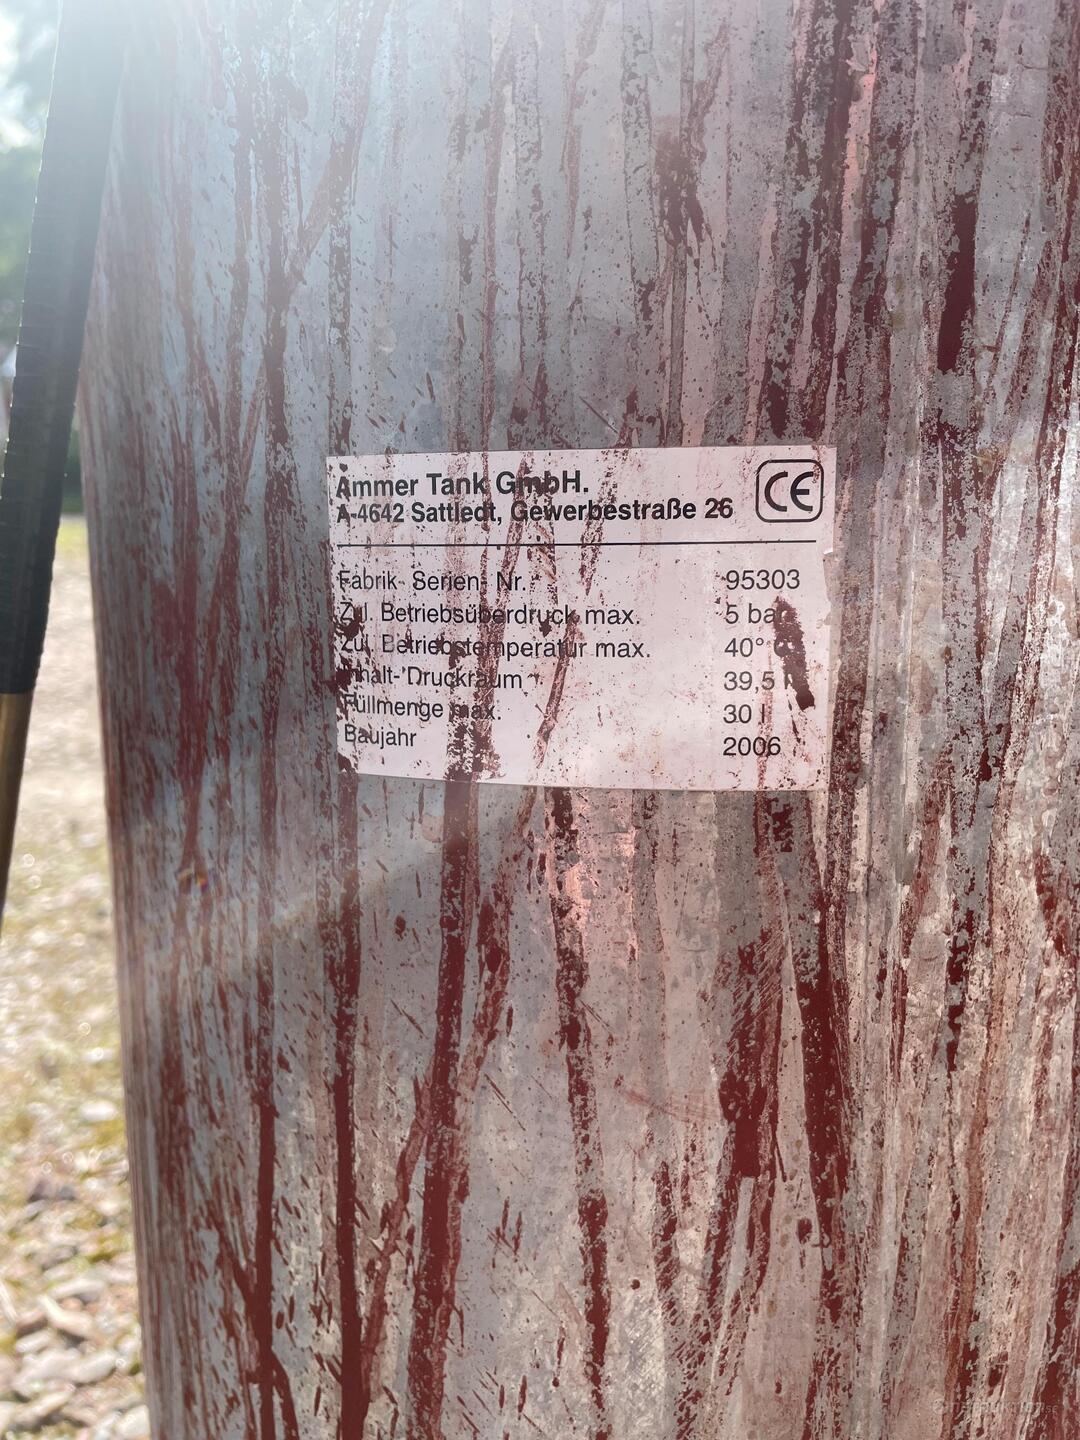 Ammer Tank GmbH.
A-4642 Sattledt, Gewerbestraße 26
CE
Fabrik- Serien- Nr.: 95303
Zul. Betriebsüberdruck max. 5 bar
Zul. Betriebstemperatur max. 40°
Inhalt- Druckraum 39,5 l
Füllmenge max. 30 l
Baujahr 2006